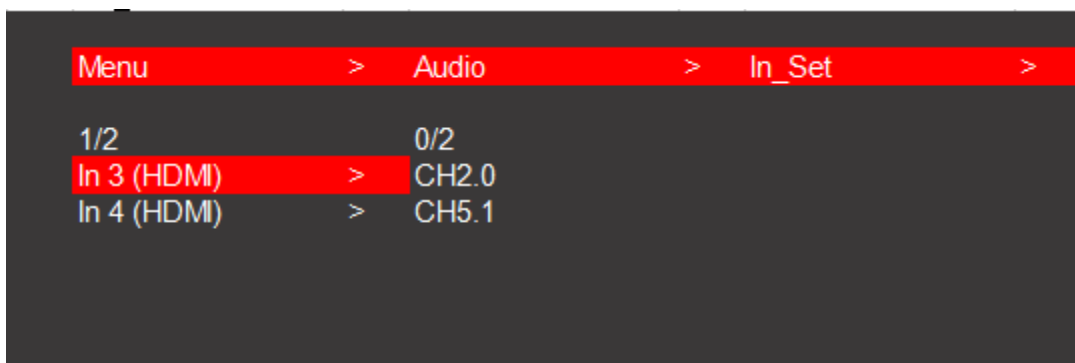 Menu > Audio > In_Set >
1/2 0/2
In 3 (HDMI) > CH2.0
In 4 (HDMI) > CH5.1